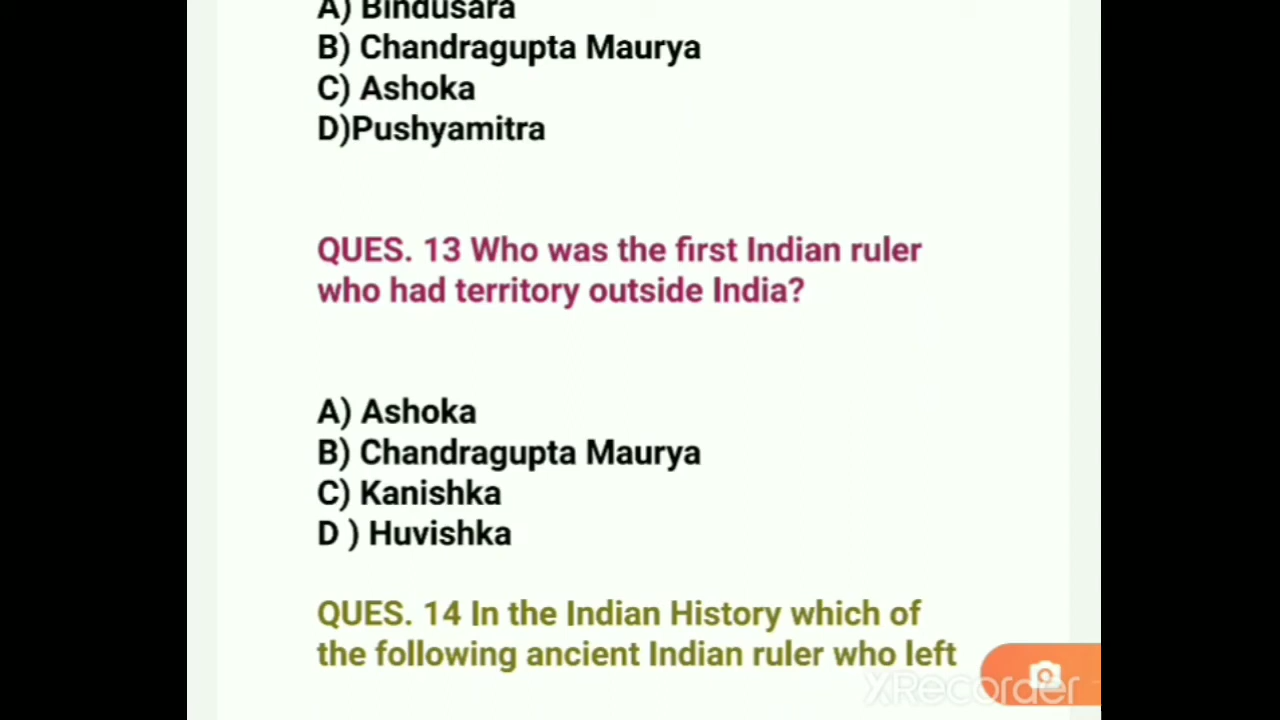 A) Bindusara
B) Chandragupta Maurya
C) Ashoka
D)Pushyamitra
QUES. 13 Who was the first Indian ruler
who had territory outside India?
A) Ashoka
B) Chandragupta Maurya
C) Kanishka
D ) Huvishka
QUES. 14 In the Indian History which of
the following ancient Indian ruler who left
XRecorder